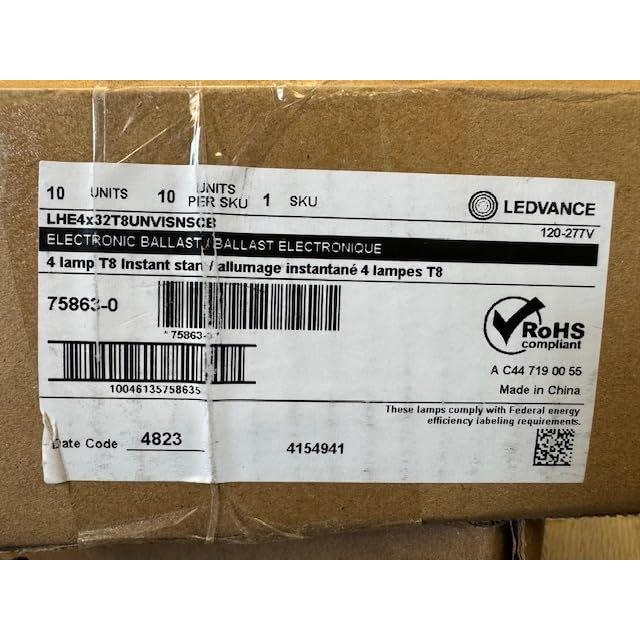 10 UNITS 10 UNITS PER SKU 1 SKU
LEDVANCE
LHE4x32T8UNVISNSCB
120-277V
ELECTRONIC BALLAST / BALLAST ELECTRONIQUE
4 lamp T8 Instant start / allumage instantané 4 lampes T8
75863-0
*75863-0*
RoHS
compliant
10046135758635
A C44 719 00 55
Made in China
These lamps comply with Federal energy
efficiency labeling requirements.
Date Code 4823
4154941